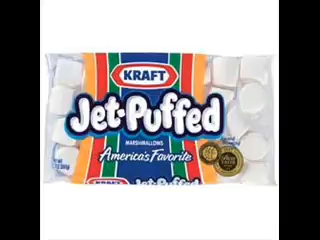 KRAFT
Jet-Puffed
MARSHMALLOWS
America's Favorite
KRAFT
Jet-Puffed